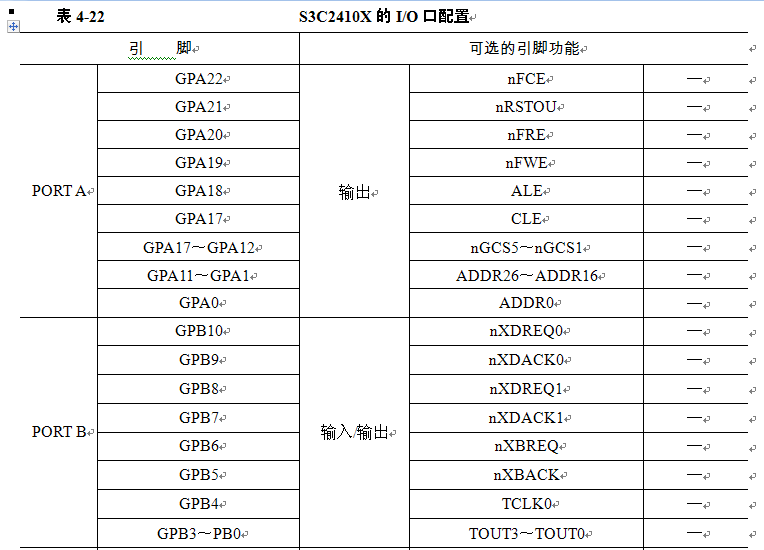 表 4-22 S3C2410X 的 I/O 口配置
引 脚 可选的引脚功能
PORT A GPA22 输出 nFCE —
GPA21 nRSTOU —
GPA20 nFRE —
GPA19 nFWE —
GPA18 ALE —
GPA17 CLE —
GPA17～GPA12 nGCS5～nGCS1 —
GPA11～GPA1 ADDR26～ADDR16 —
GPA0 ADDR0 —
PORT B GPB10 输入/输出 nXDREQ0 —
GPB9 nXDACK0 —
GPB8 nXDREQ1 —
GPB7 nXDACK1 —
GPB6 nXBREQ —
GPB5 nXBACK —
GPB4 TCLK0 —
GPB3～PB0 TOUT3～TOUT0 —